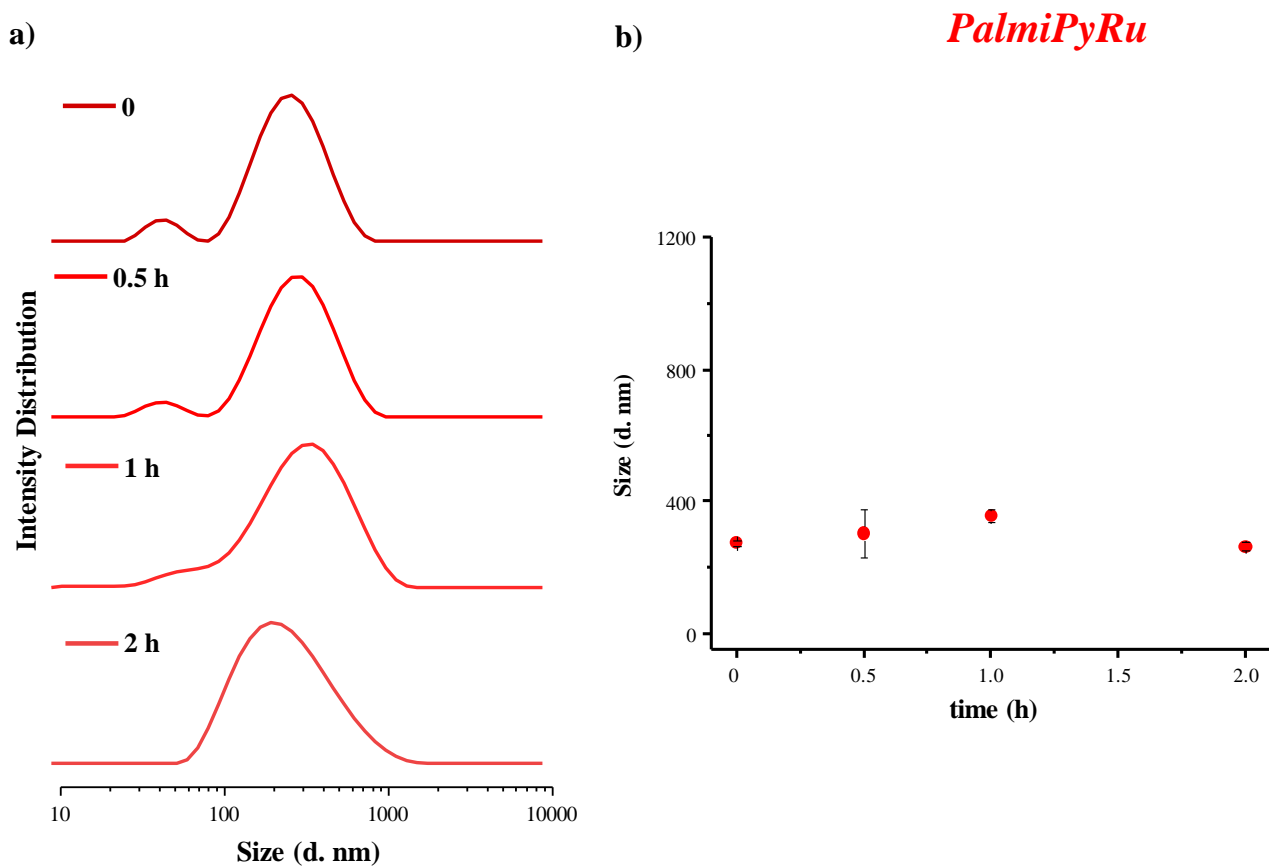 a)
0
0.5 h
1 h
2 h
Intensity Distribution
10 100 1000 10000
Size (d. nm)
b)
PalmiPyRu
1200
800
400
0
Size (d. nm)
0 0.5 1.0 1.5 2.0
time (h)